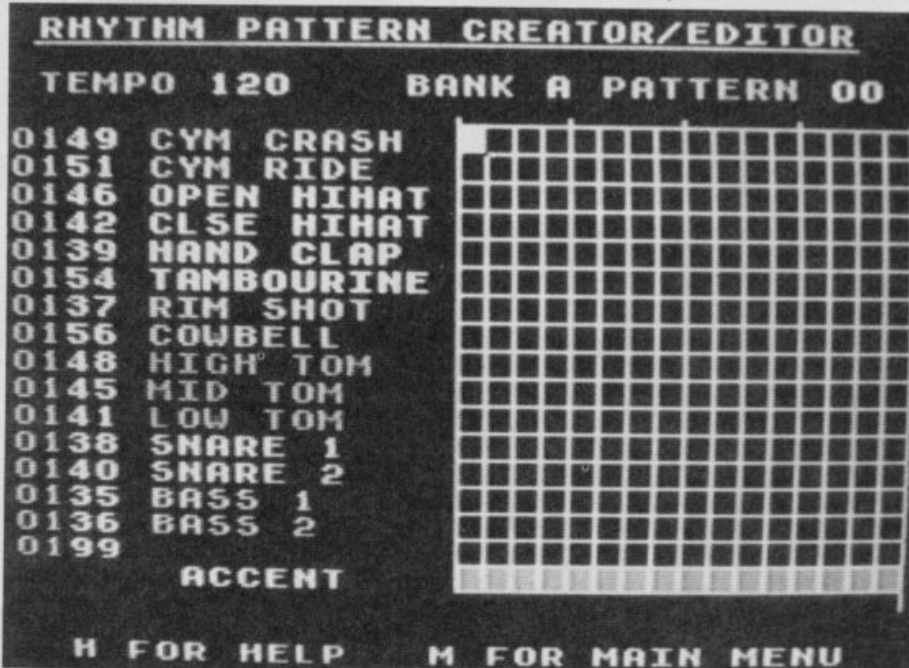 RHYTHM PATTERN CREATOR/EDITOR
TEMPO 120 BANK A PATTERN 00
0149 CYM CRASH
0151 CYM RIDE
0146 OPEN HIHAT
0142 CLSE HIHAT
0139 HAND CLAP
0154 TAMBOURINE
0137 RIM SHOT
0156 COWBELL
0148 HIGH TOM
0145 MID TOM
0141 LOW TOM
0138 SNARE 1
0140 SNARE 2
0135 BASS 1
0136 BASS 2
0199
ACCENT
H FOR HELP M FOR MAIN MENU